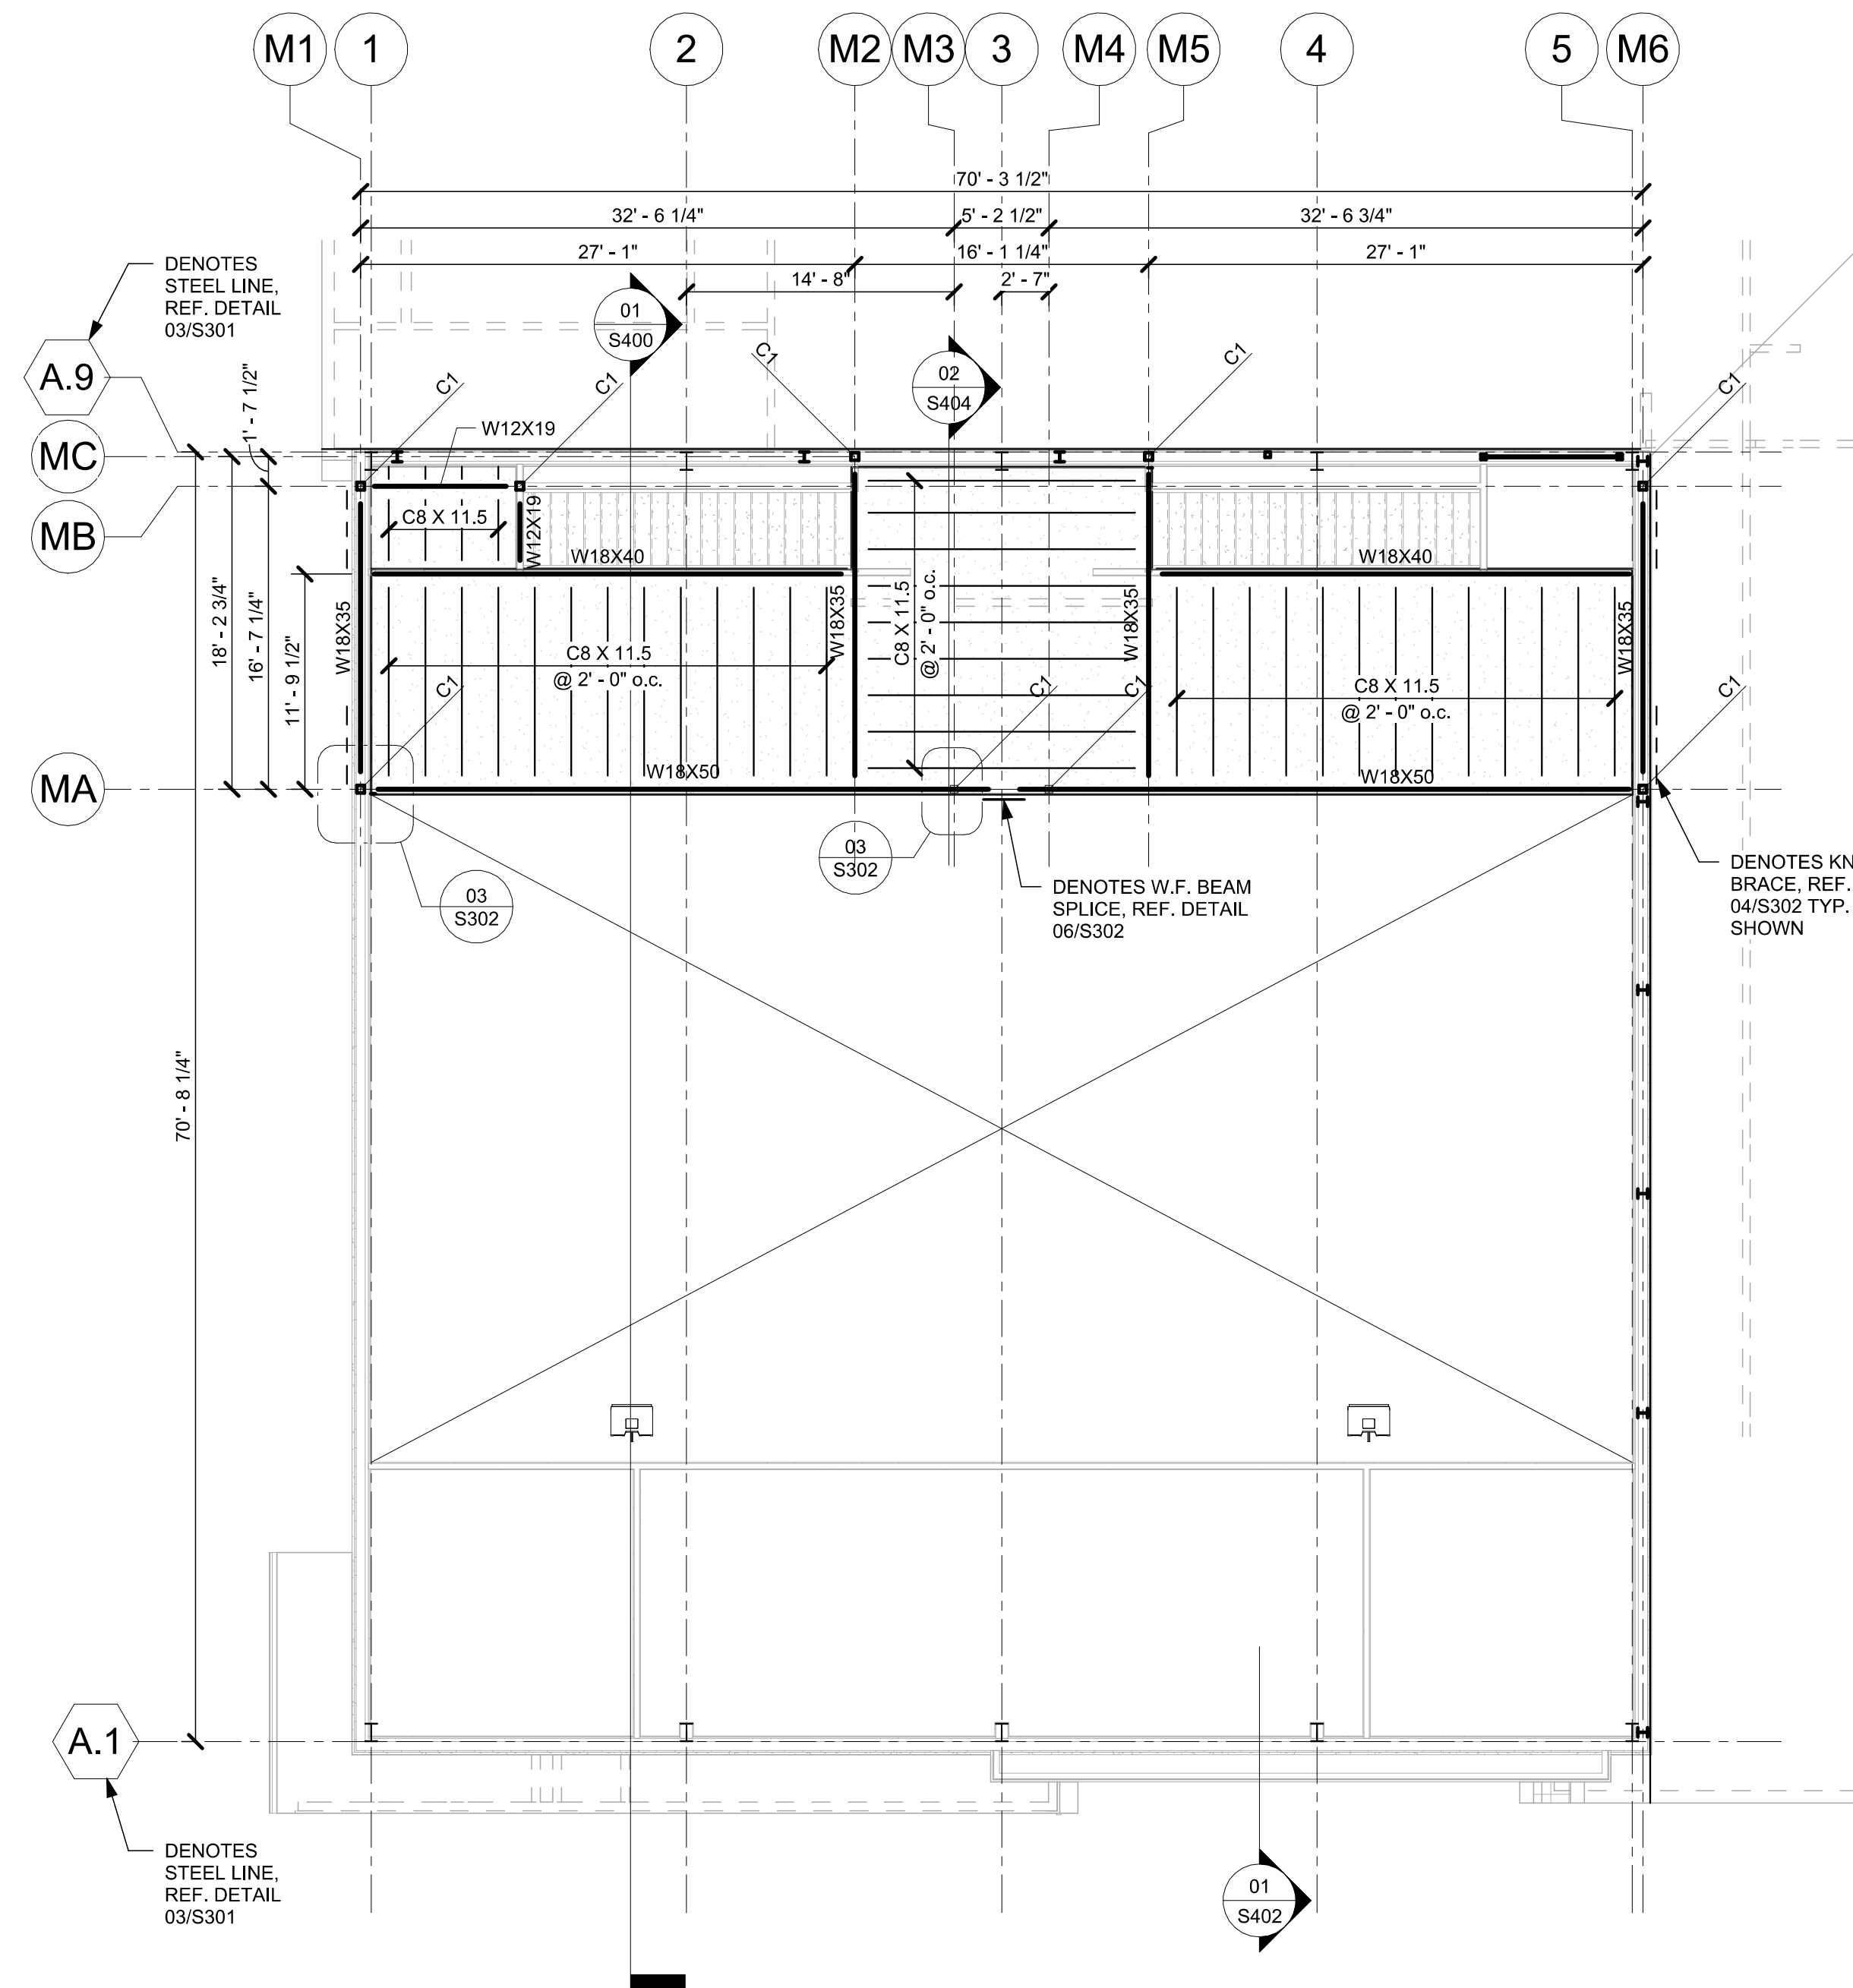 M1 1 2 M2 M3 3 M4 M5 4 5 M6
70' - 3 1/2"
32' - 6 1/4" 5' - 2 1/2" 32' - 6 3/4"
27' - 1" 16' - 1 1/4" 27' - 1"
14' - 8" 2' - 7"
DENOTES
STEEL LINE,
REF. DETAIL
03/S301
01
S400
02
S404
A.9
MC
MB
MA
1' - 7 1/2"
18' - 2 3/4"
16' - 7 1/4"
11' - 9 1/2"
70' - 8 1/4"
C1
C1
C1
C1
C1
W12X19
C8 X 11.5
W12X19
W18X40
W18X40
W18X35
W18X35
W18X35
W18X35
C8 X 11.5
@ 2' - 0" o.c.
C8 X 11.5
@ 2' - 0" o.c.
C8 X 11.5
@ 2' - 0" o.c.
C1
C1
C1
C1
W18X50
W18X50
03
S302
03
S302
DENOTES W.F. BEAM
SPLICE, REF. DETAIL
06/S302
DENOTES KN
BRACE, REF.
04/S302 TYP.
SHOWN
A.1
DENOTES
STEEL LINE,
REF. DETAIL
03/S301
01
S402